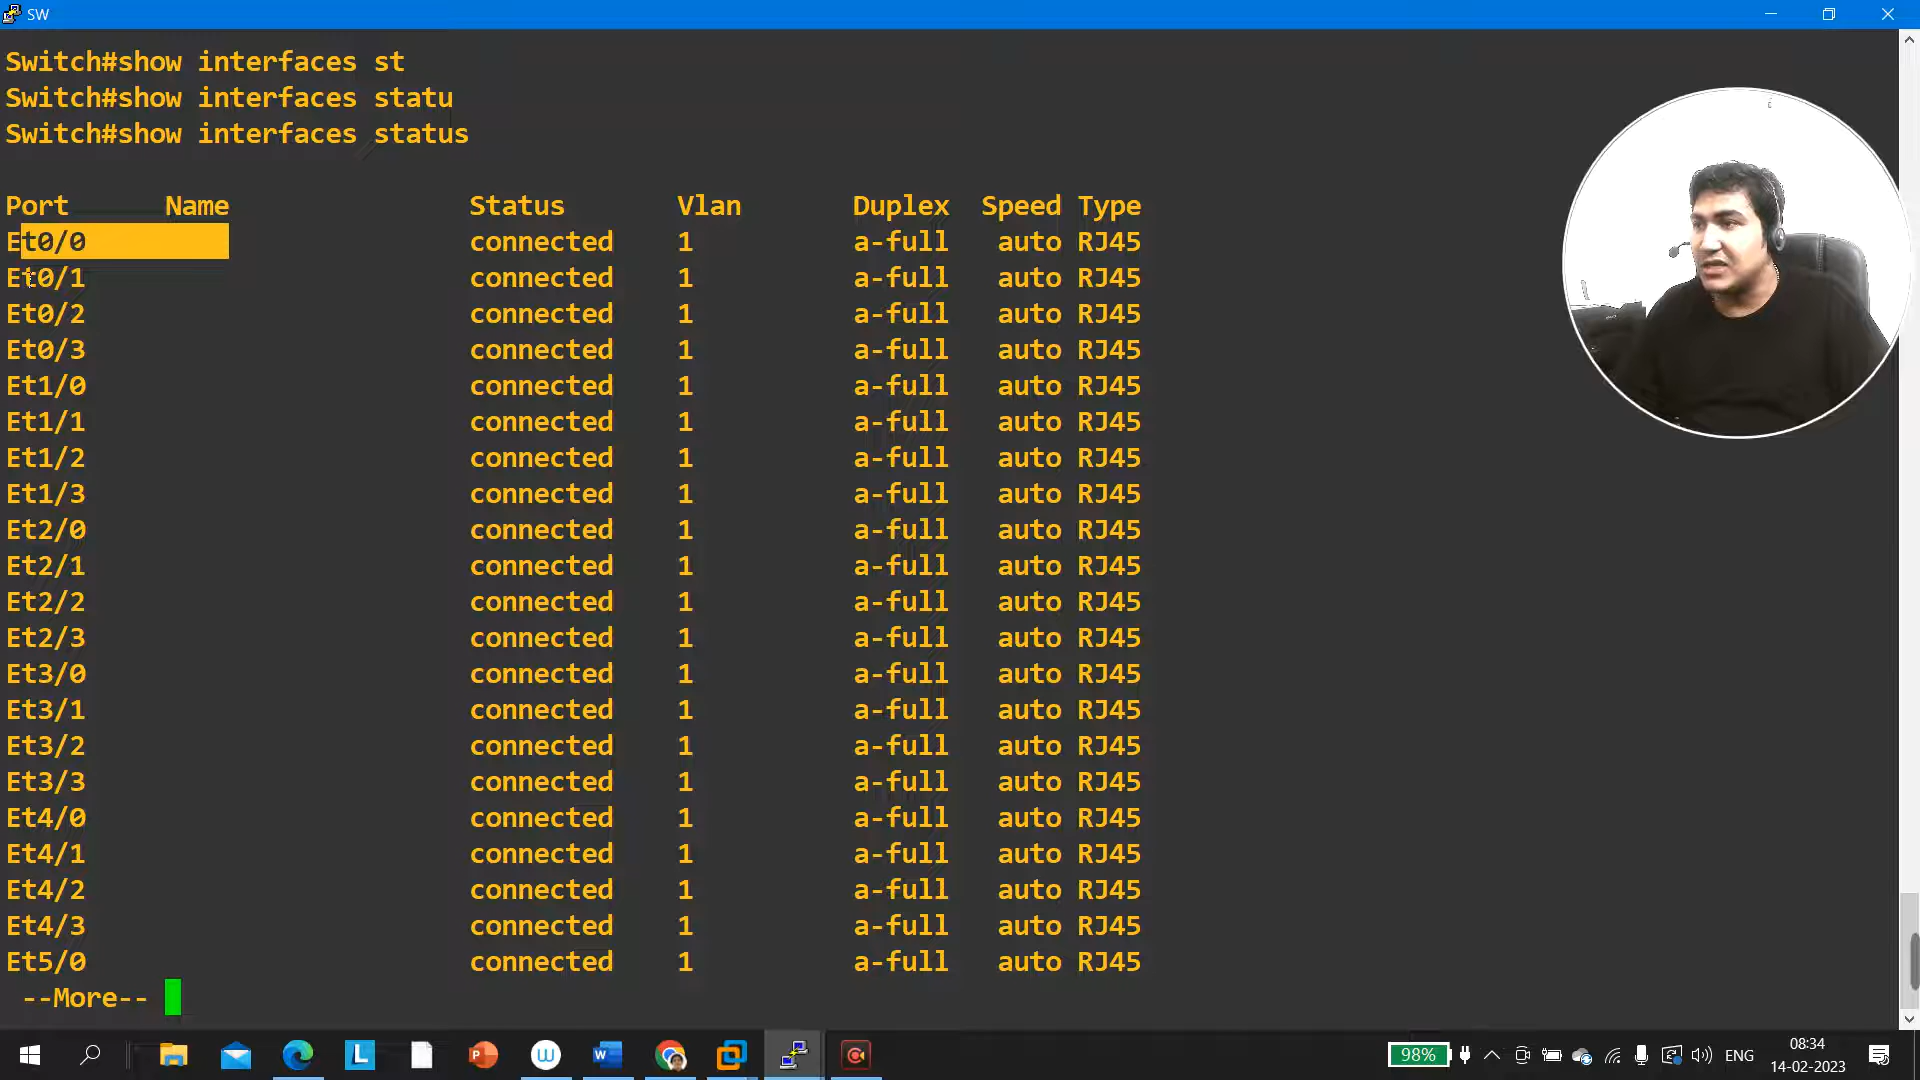 SW
Switch#show interfaces st
Switch#show interfaces statu
Switch#show interfaces status
Port Name Status Vlan Duplex Speed Type
Et0/0 connected 1 a-full auto RJ45
Et0/1 connected 1 a-full auto RJ45
Et0/2 connected 1 a-full auto RJ45
Et0/3 connected 1 a-full auto RJ45
Et1/0 connected 1 a-full auto RJ45
Et1/1 connected 1 a-full auto RJ45
Et1/2 connected 1 a-full auto RJ45
Et1/3 connected 1 a-full auto RJ45
Et2/0 connected 1 a-full auto RJ45
Et2/1 connected 1 a-full auto RJ45
Et2/2 connected 1 a-full auto RJ45
Et2/3 connected 1 a-full auto RJ45
Et3/0 connected 1 a-full auto RJ45
Et3/1 connected 1 a-full auto RJ45
Et3/2 connected 1 a-full auto RJ45
Et3/3 connected 1 a-full auto RJ45
Et4/0 connected 1 a-full auto RJ45
Et4/1 connected 1 a-full auto RJ45
Et4/2 connected 1 a-full auto RJ45
Et4/3 connected 1 a-full auto RJ45
Et5/0 connected 1 a-full auto RJ45
--More--
98% ENG 08:34
14-02-2023